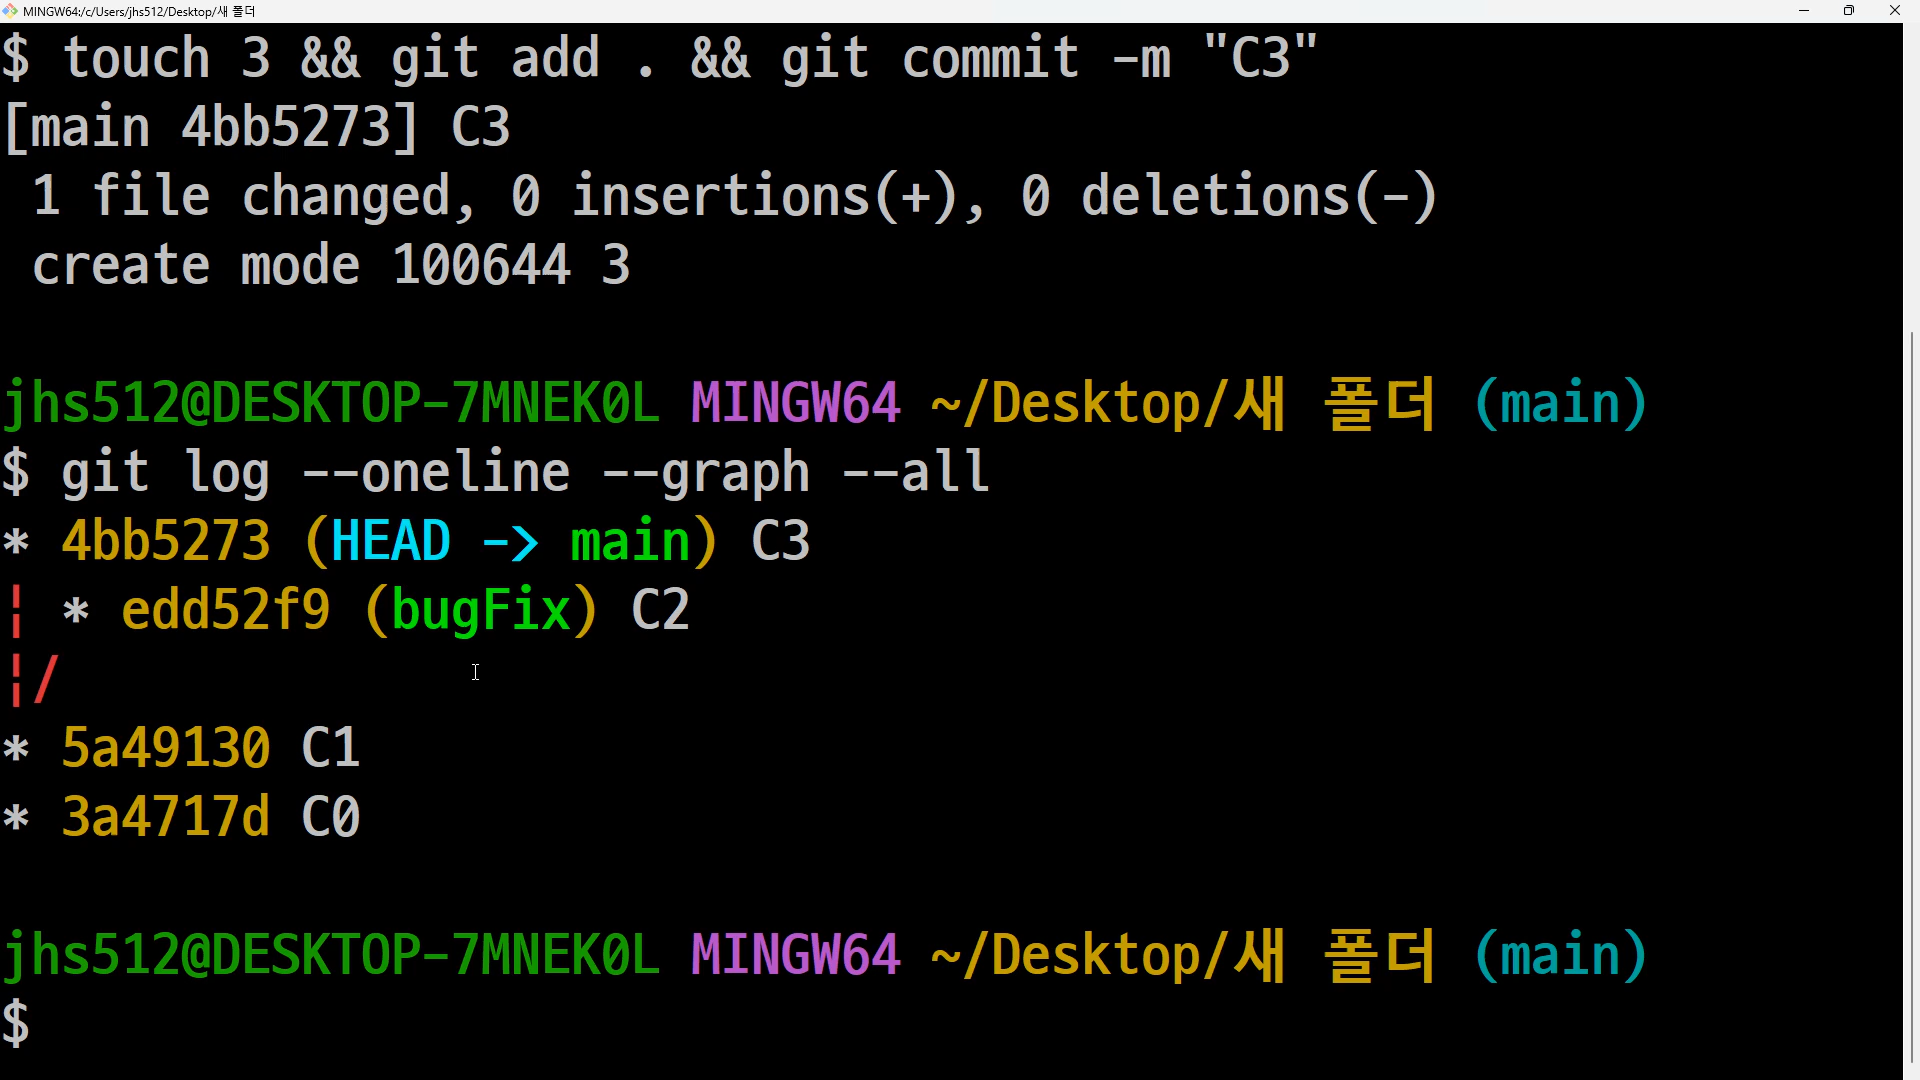 MINGW64:/c/Users/jhs512/Desktop/새 폴더
$ touch 3 && git add . && git commit -m "C3"
[main 4bb5273] C3
 1 file changed, 0 insertions(+), 0 deletions(-)
 create mode 100644 3
jhs512@DESKTOP-7MNEK0L MINGW64 ~/Desktop/새 폴더 (main)
$ git log --oneline --graph --all
* 4bb5273 (HEAD -> main) C3
¦ * edd52f9 (bugFix) C2
¦/
* 5a49130 C1
* 3a4717d C0
jhs512@DESKTOP-7MNEK0L MINGW64 ~/Desktop/새 폴더 (main)
$